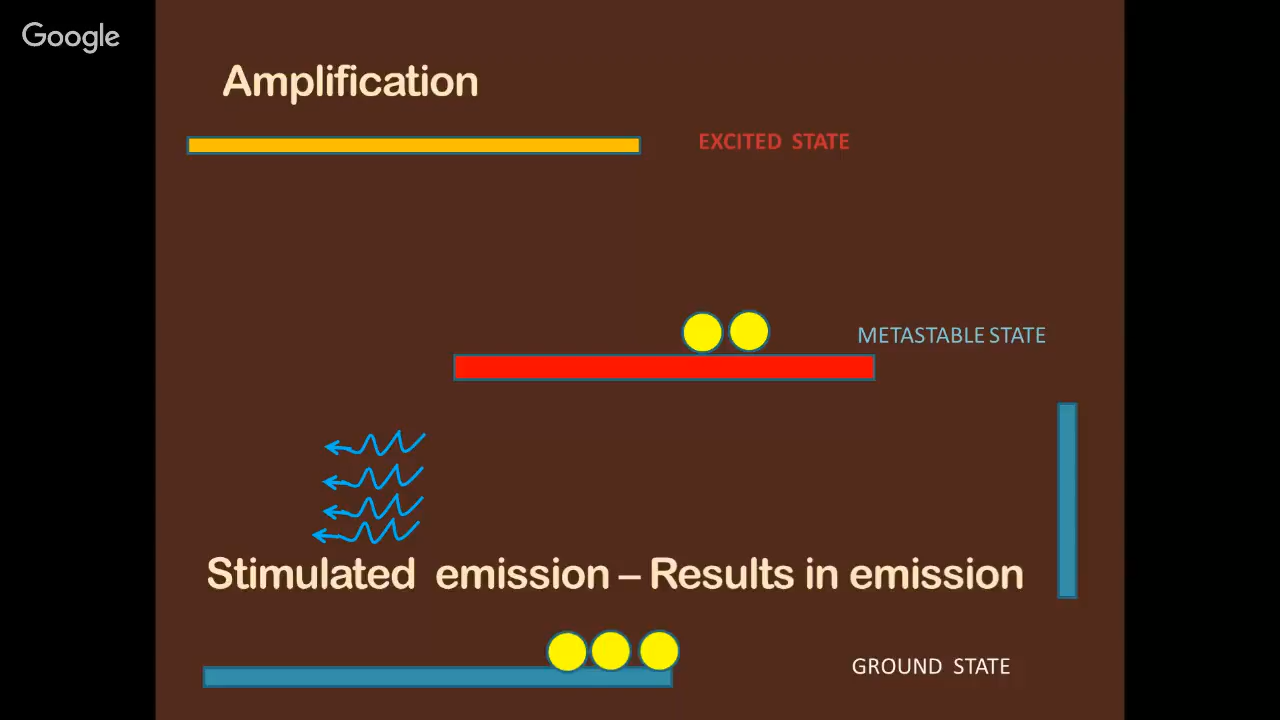 Google
Amplification
EXCITED STATE
METASTABLE STATE
Stimulated emission – Results in emission
GROUND STATE